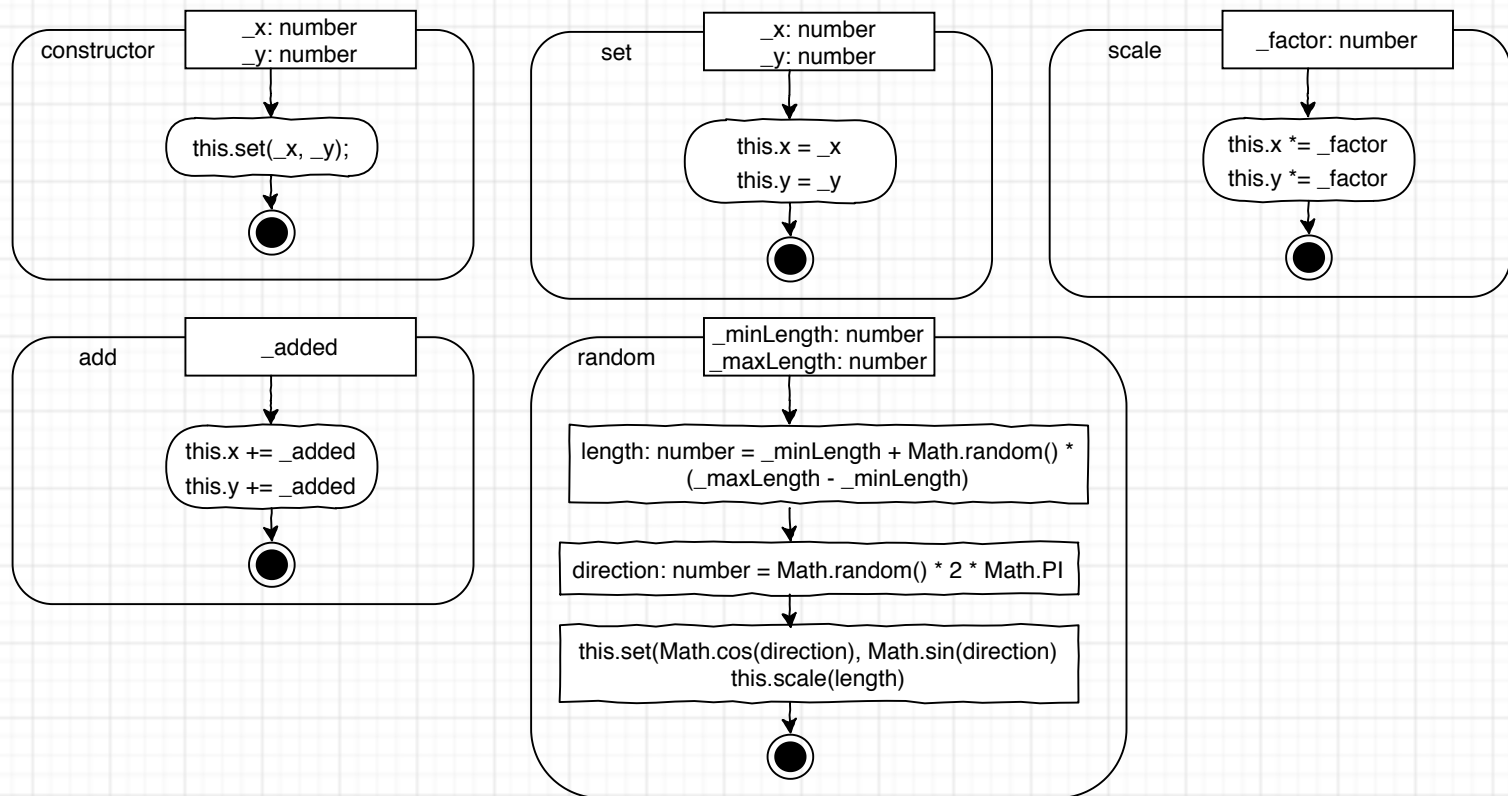 constructor
_x: number
_y: number
this.set(_x, _y);
set
_x: number
_y: number
this.x = _x
this.y = _y
scale
_factor: number
this.x *= _factor
this.y *= _factor
add
_added
this.x += _added
this.y += _added
random
_minLength: number
_maxLength: number
length: number = _minLength + Math.random() *
(_maxLength - _minLength)
direction: number = Math.random() * 2 * Math.PI
this.set(Math.cos(direction), Math.sin(direction)
this.scale(length)